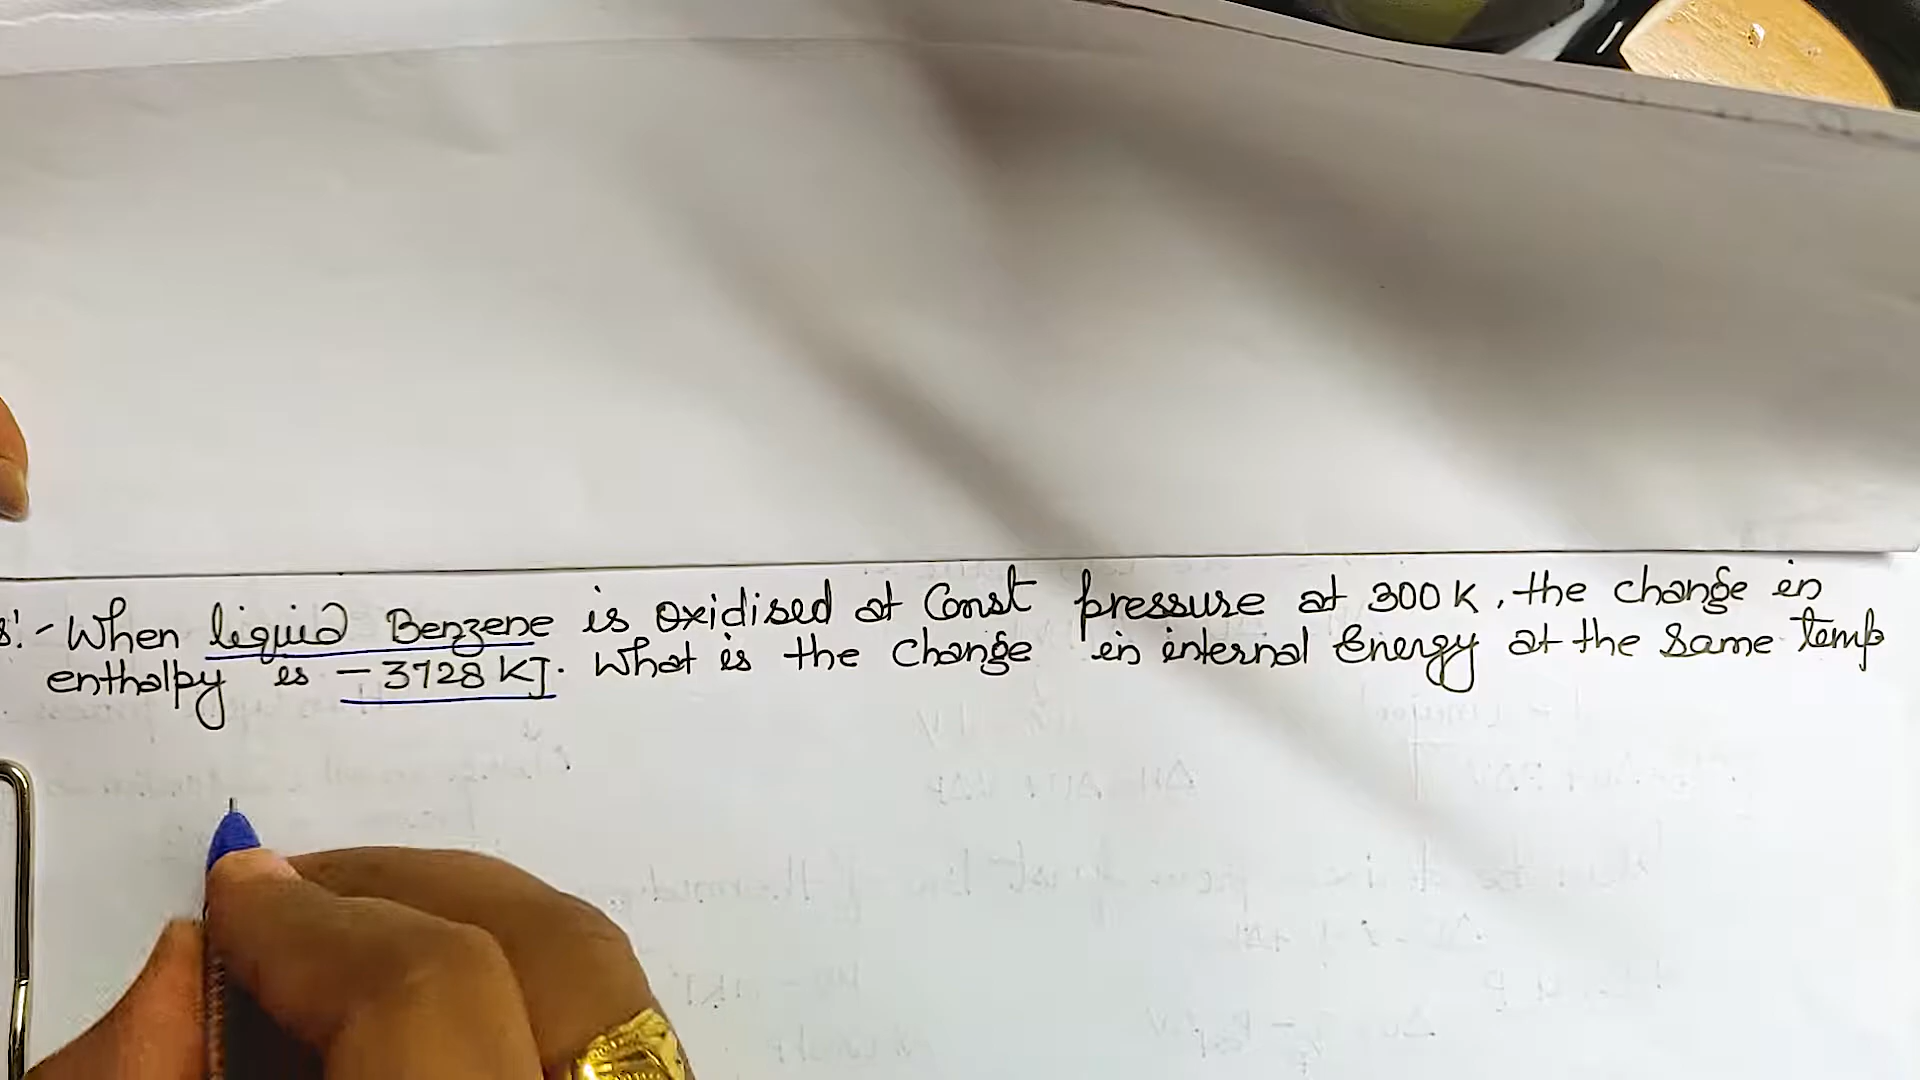 s:- When liquid Benzene is oxidised at Const pressure at 300 K, the change in
enthalpy is -3728 KJ. What is the change in internal Energy at the same temp